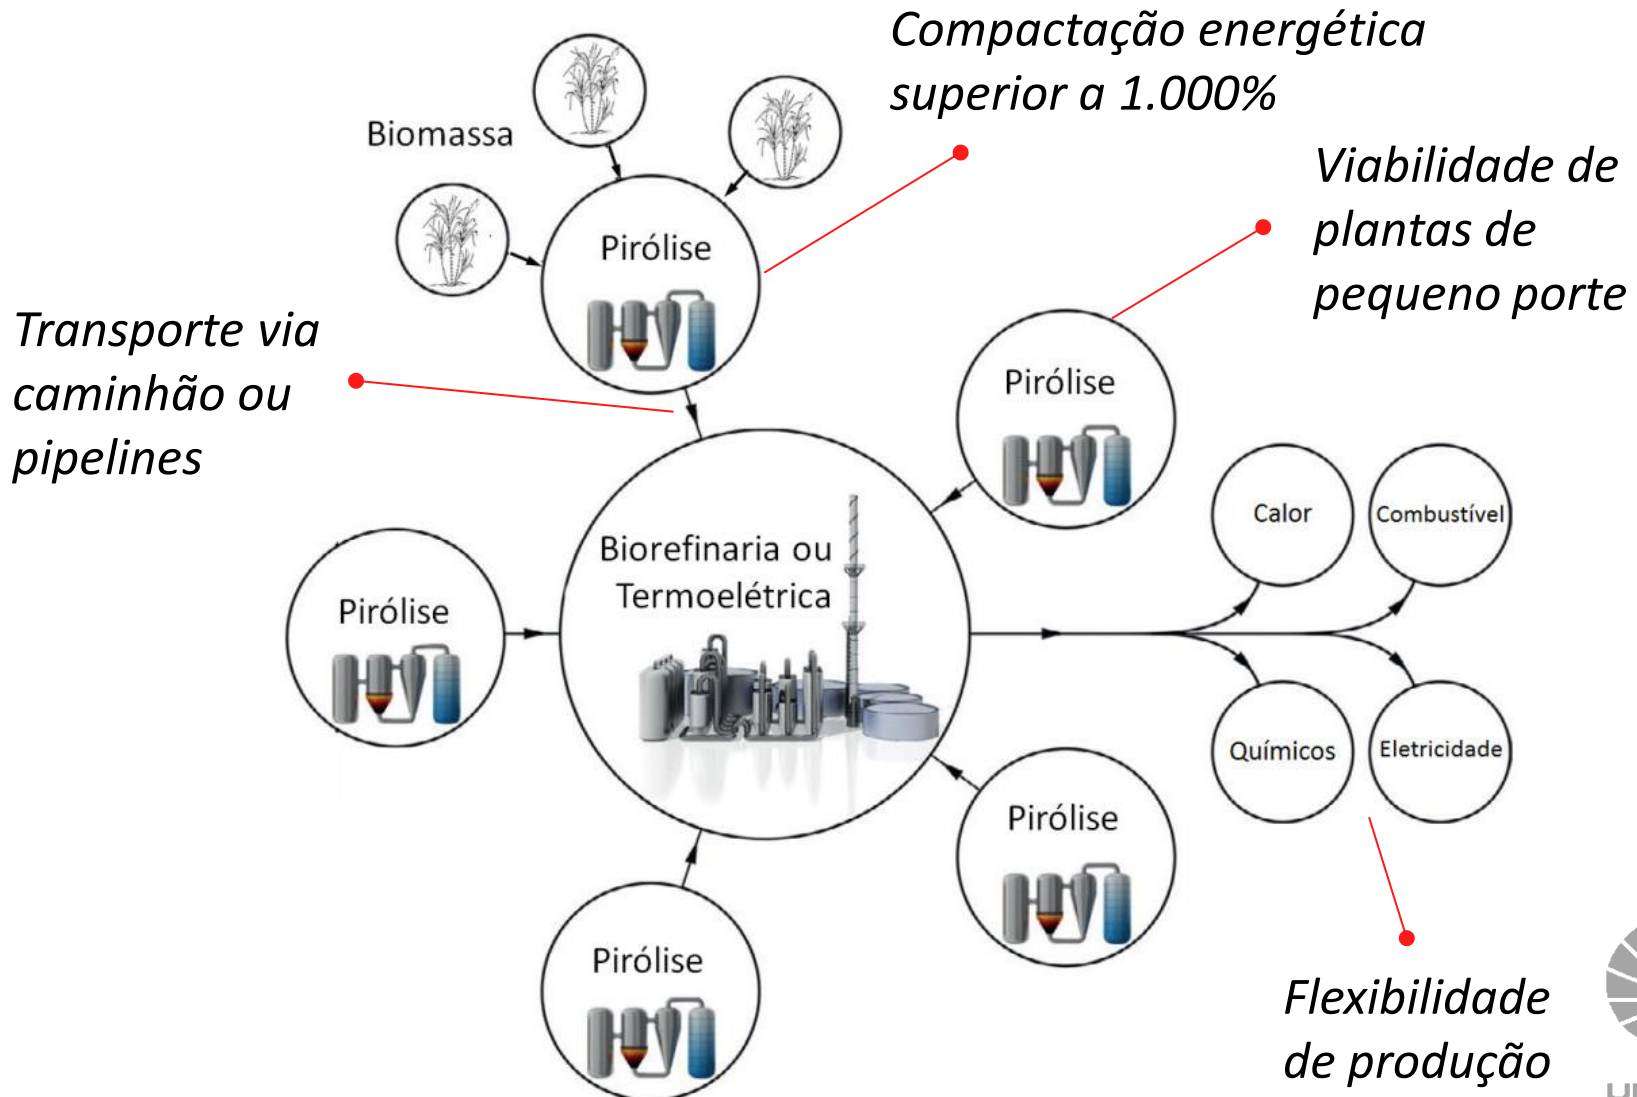 Compactação energética
superior a 1.000%
Biomassa
Viabilidade de
plantas de
pequeno porte
Pirólise
Transporte via
caminhão ou
pipelines
Pirólise
Calor
Combustível
Biorefinaria ou
Termoelétrica
Pirólise
Químicos
Eletricidade
Pirólise
Pirólise
Flexibilidade
de produção